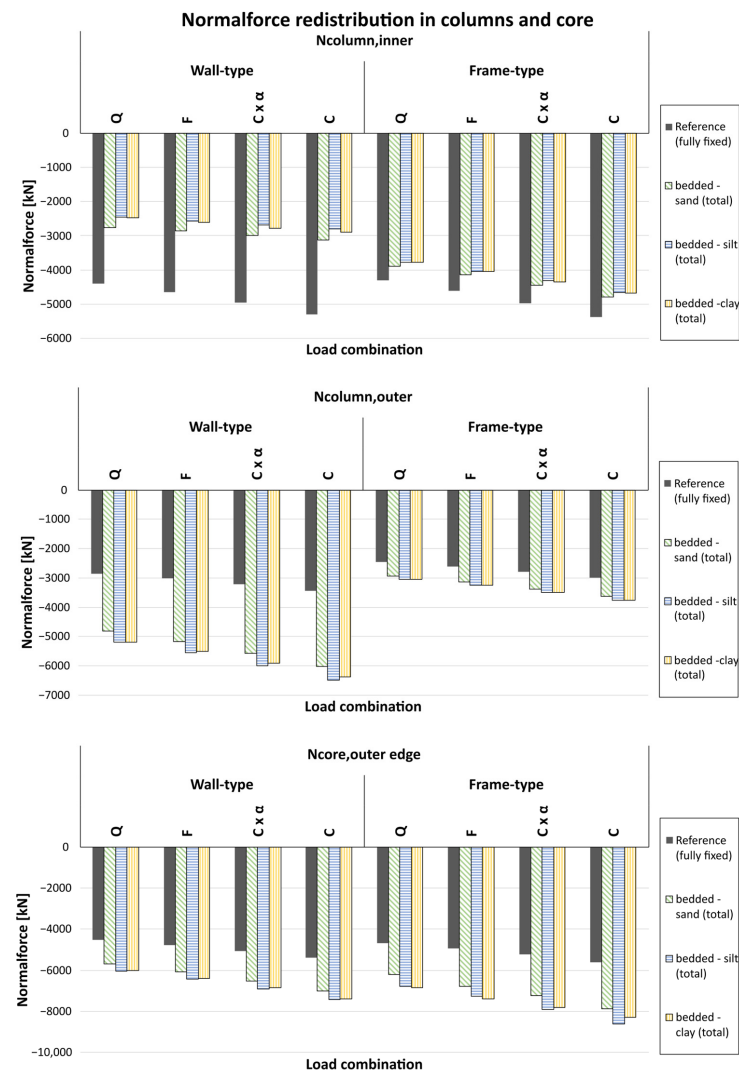 Normalforce redistribution in columns and core
Ncolumn,inner
Wall-type
Frame-type
Q
F
C x α
C
Q
F
C x α
C
0
−1000
−2000
−3000
−4000
−5000
−6000
Normalforce [kN]
Load combination
Reference
(fully fixed)
bedded -
sand (total)
bedded - silt
(total)
bedded -clay
(total)
Ncolumn,outer
Wall-type
Frame-type
Q
F
C x α
C
Q
F
C x α
C
0
−1000
−2000
−3000
−4000
−5000
−6000
−7000
Normalforce [kN]
Load combination
Reference
(fully fixed)
bedded -
sand (total)
bedded - silt
(total)
bedded -clay
(total)
Ncore,outer edge
Wall-type
Frame-type
Q
F
C x α
C
Q
F
C x α
C
0
−2000
−4000
−6000
−8000
−10,000
Normalforce [kN]
Load combination
Reference
(fully fixed)
bedded -
sand (total)
bedded - silt
(total)
bedded -
clay (total)